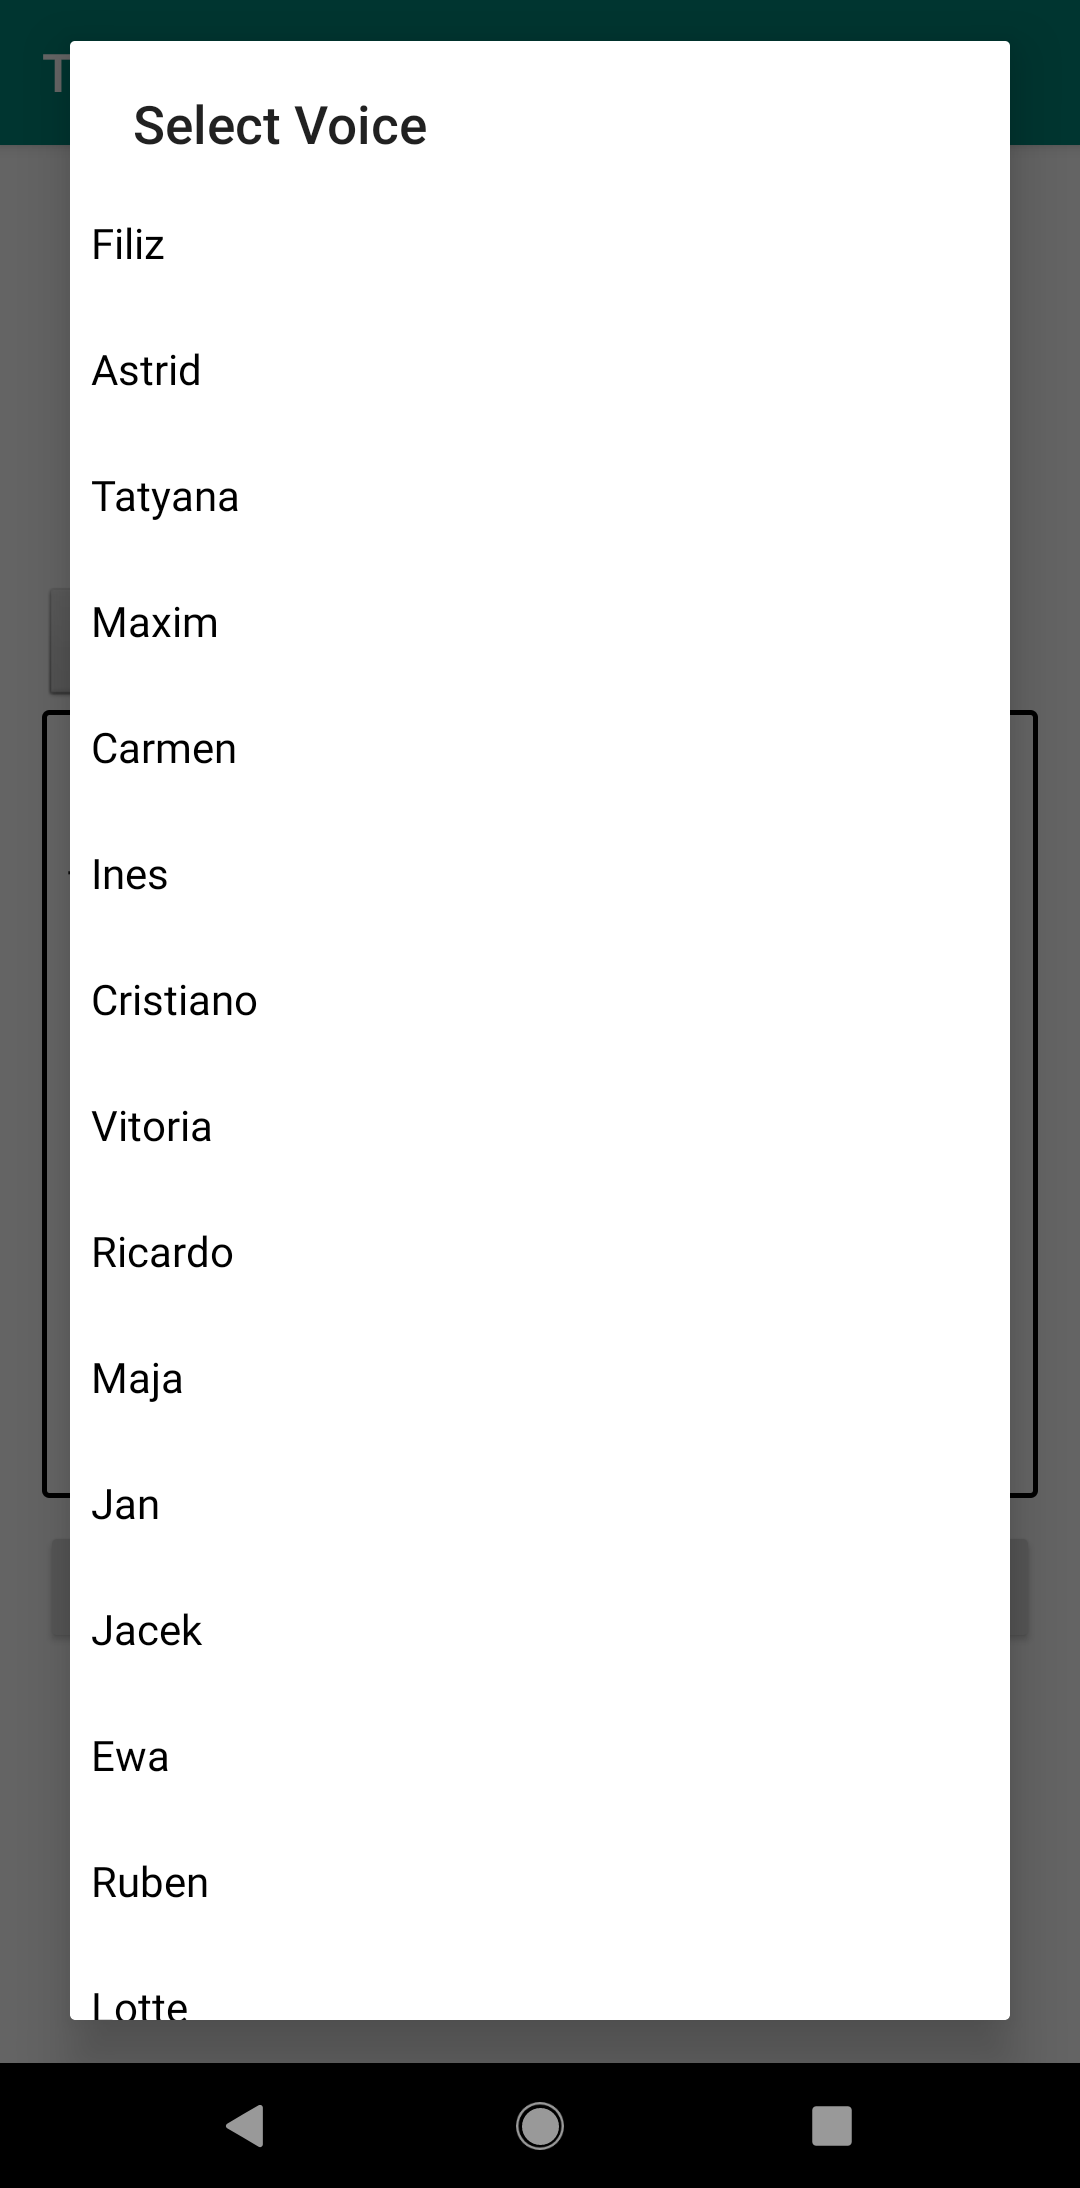 T
Select Voice
Filiz
Astrid
Tatyana
Maxim
Carmen
Ines
Cristiano
Vitoria
Ricardo
Maja
Jan
Jacek
Ewa
Ruben
Lotte